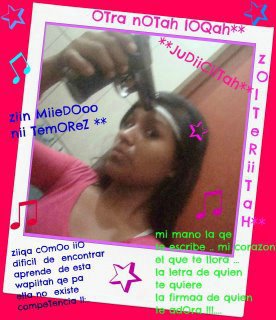 OTra nOTah lOQah**
**JuDiiCiTah**
zOlTeRiiTaH**
ziin MiieDOoo
nii TemOReZ **
ziiqa cOmOo iiO
dificil de encontrar
aprende de esta
wapiitah qe pa
ella no existe
competencia !!:
mi mano la qe
te escribe .. mi corazon
el que te llora ...
la letra de quien
te quiere
la firmaa de quien
te adOra !!!....